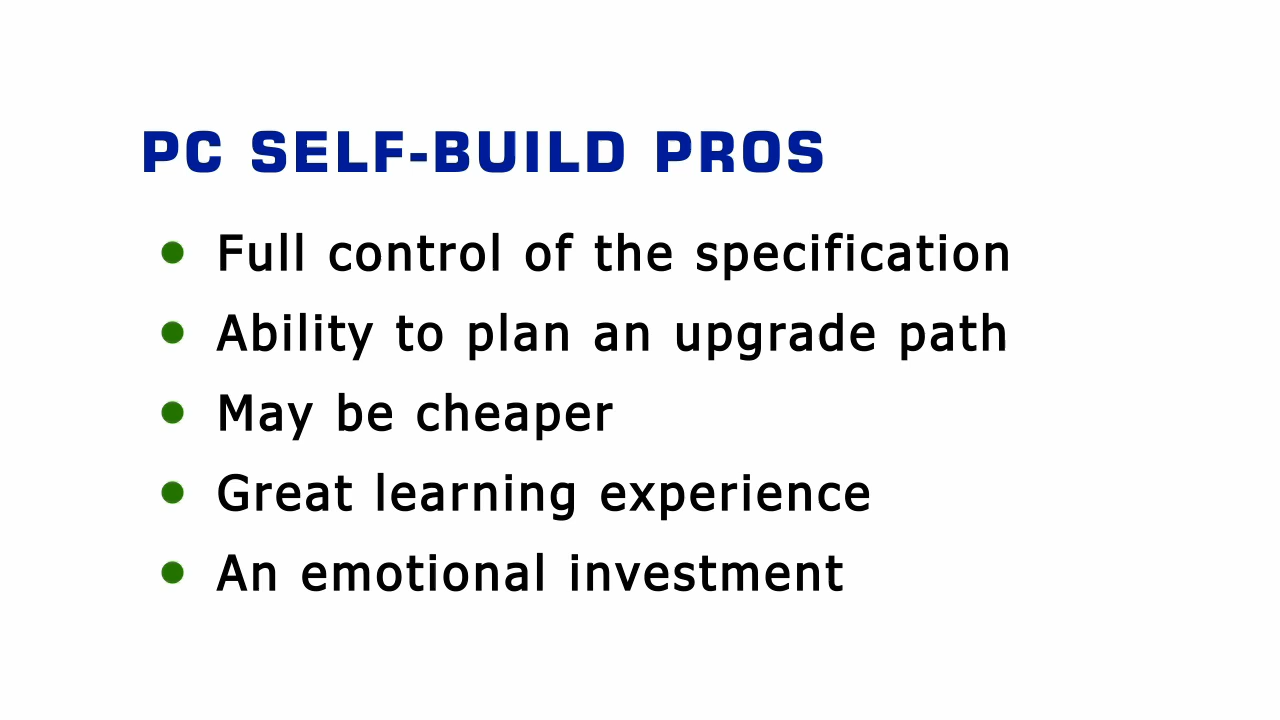 PC SELF-BUILD PROS
Full control of the specification
Ability to plan an upgrade path
May be cheaper
Great learning experience
An emotional investment